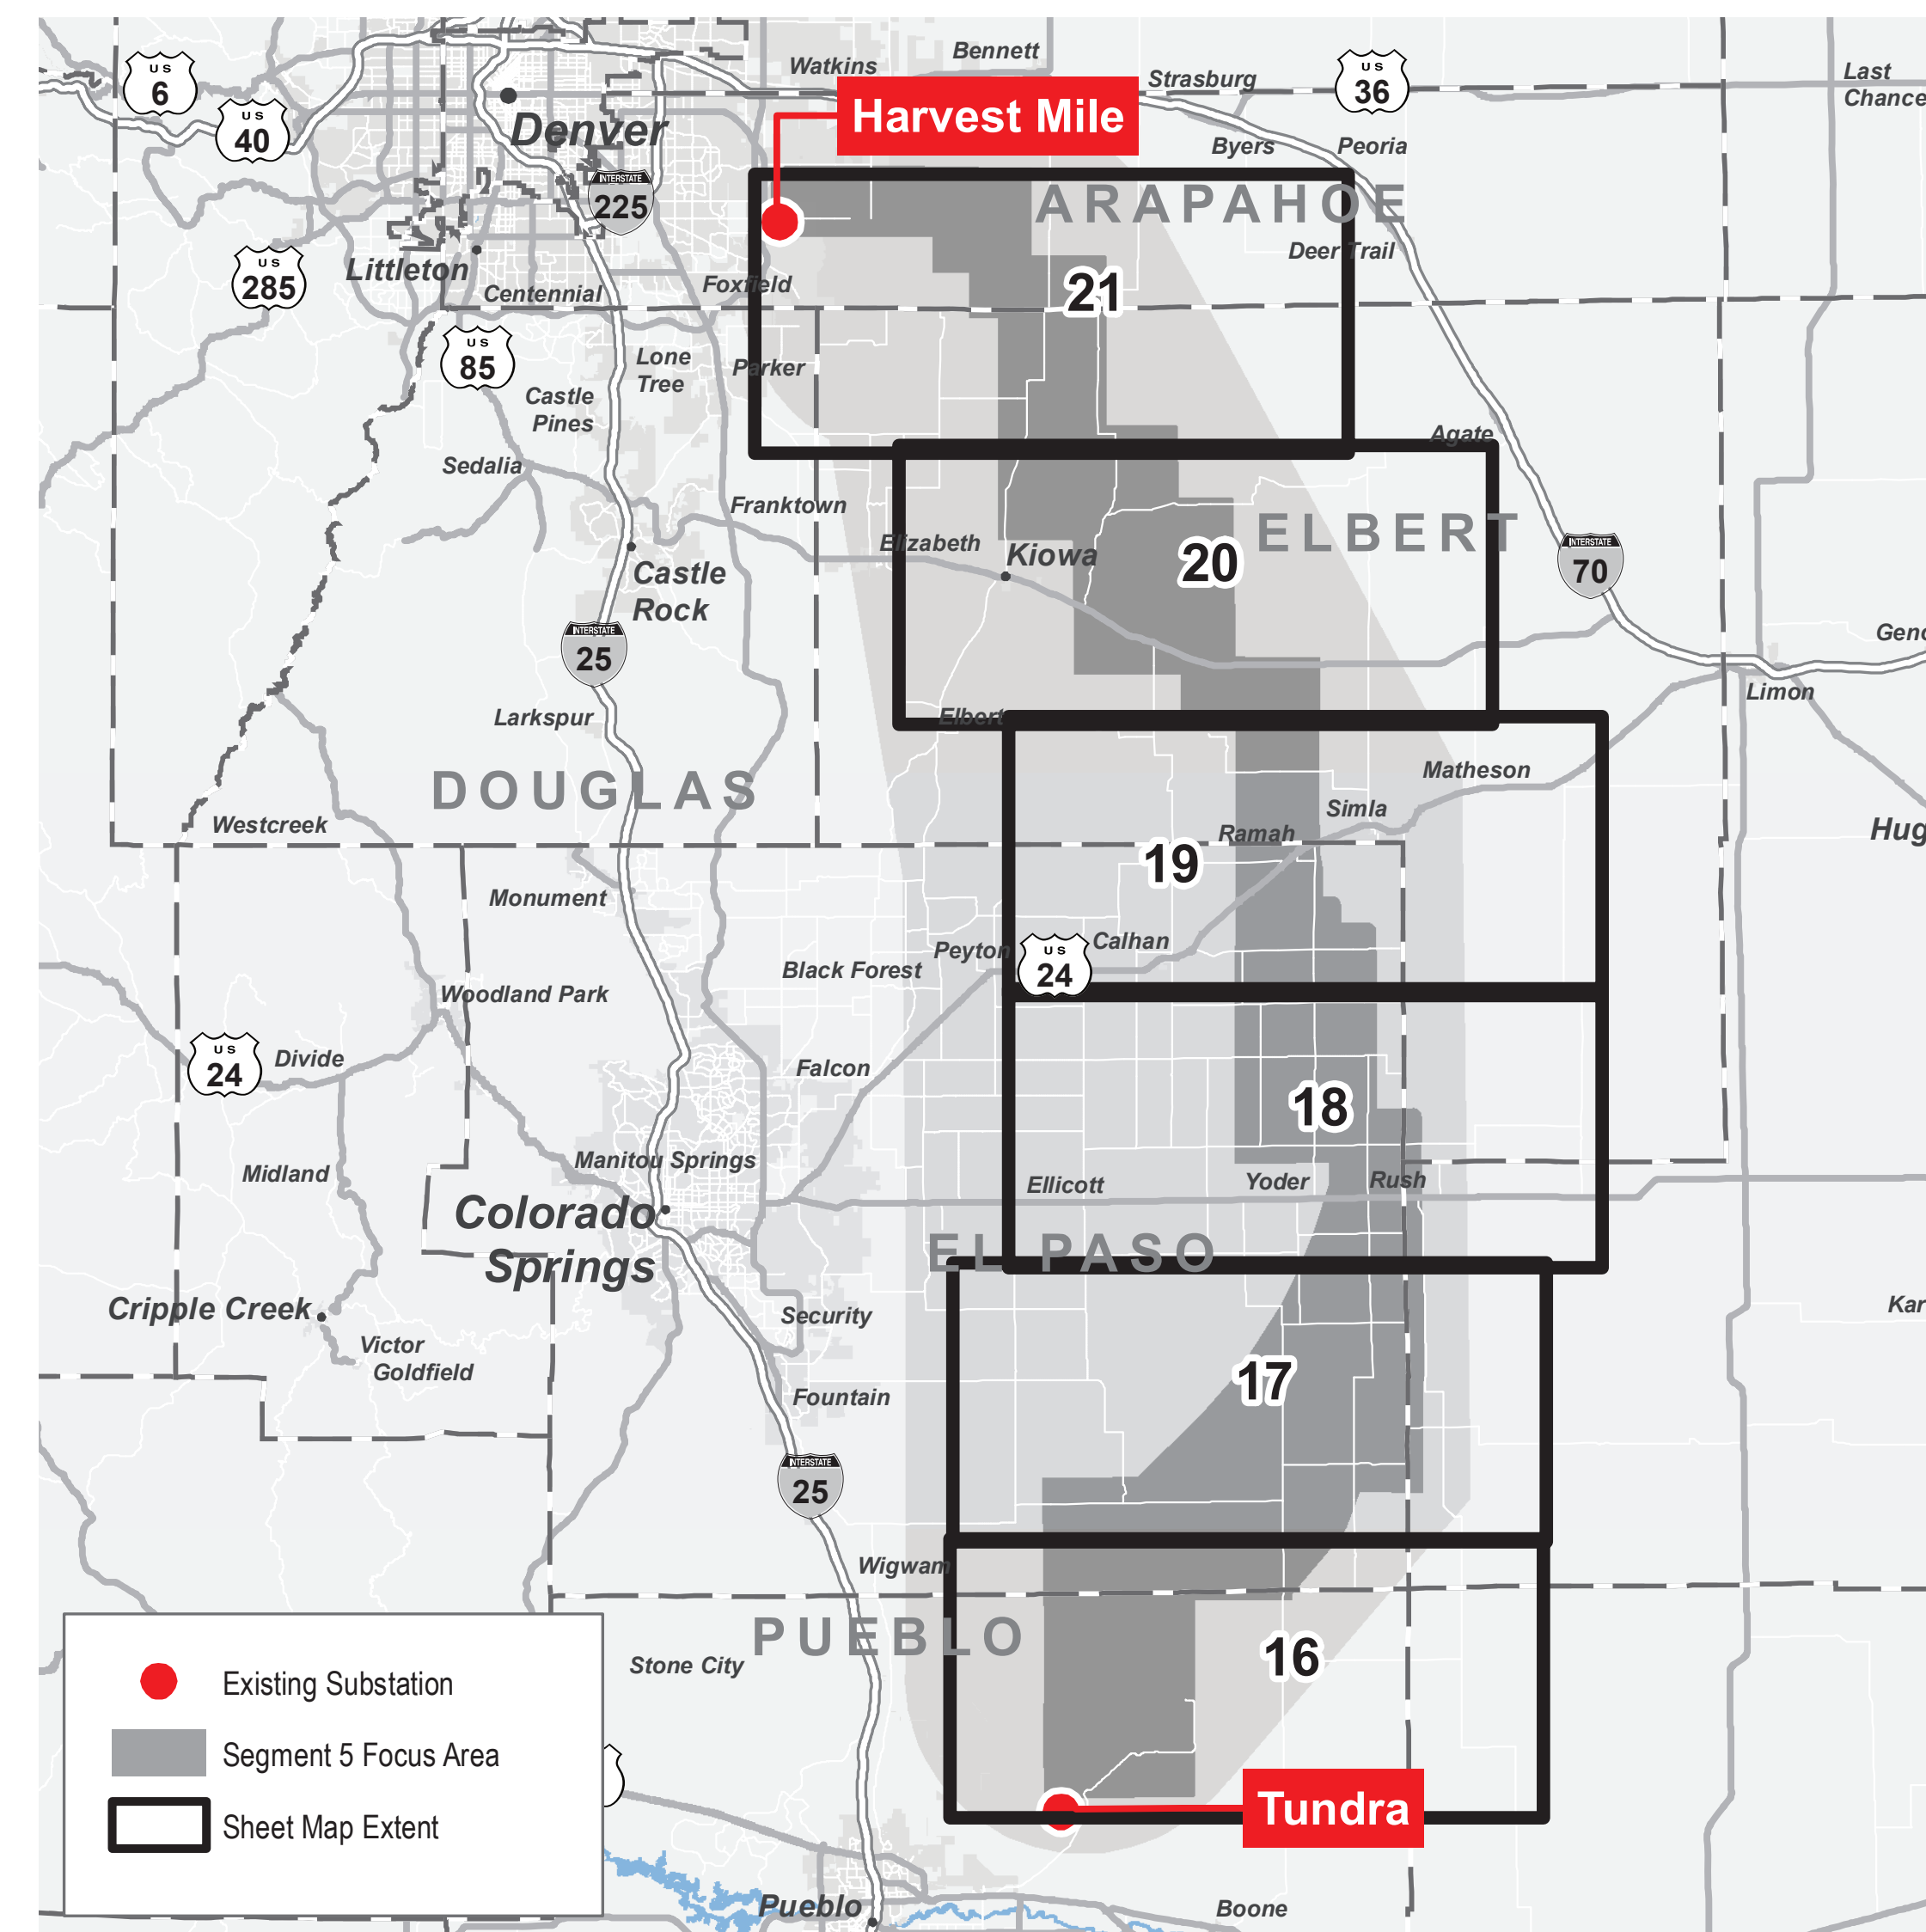 Bennett
Watkins
Strasburg
US
6
US
36
Last
Chance
US
40
Harvest Mile
Denver
Byers
Peoria
INTERSTATE
225
ARAPAHOE
Deer Trail
Littleton
US
285
Foxfield
Centennial
21
US
85
Lone
Tree
Parker
Castle
Pines
Agate
Sedalia
Franktown
ELBERT
Elizabeth
Kiowa
20
INTERSTATE
70
Castle
Rock
INTERSTATE
25
Limon
Larkspur
Elbert
Matheson
DOUGLAS
Simla
Westcreek
Ramah
19
Monument
Peyton
Calhan
US
24
Black Forest
Woodland Park
US
24
Divide
Falcon
18
Manitou Springs
Midland
Ellicott
Yoder
Rush
Colorado
Springs
EL PASO
Cripple Creek
Security
Victor
Goldfield
17
Fountain
INTERSTATE
25
Wigwam
PUEBLO
Stone City
16
Existing Substation
Segment 5 Focus Area
Sheet Map Extent
Tundra
Pueblo
Boone